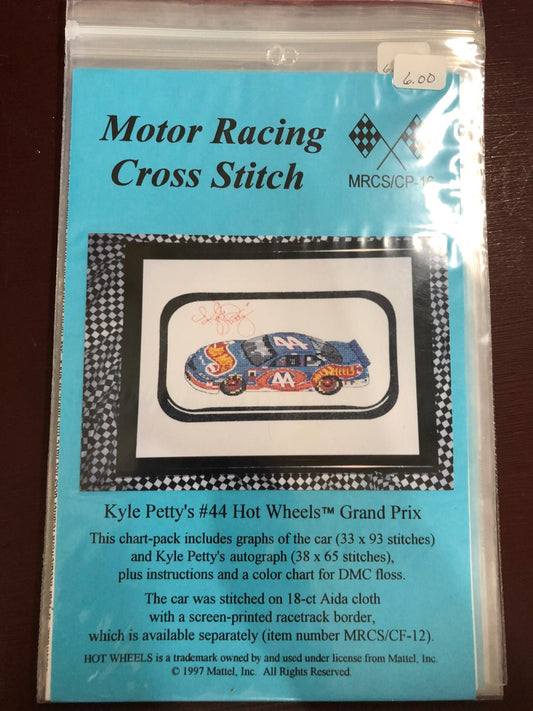 6.00
Motor Racing
Cross Stitch
MRCS/CP-16
44
44
Kyle Petty's #44 Hot Wheels™ Grand Prix
This chart-pack includes graphs of the car (33 x 93 stitches)
and Kyle Petty's autograph (38 x 65 stitches),
plus instructions and a color chart for DMC floss.
The car was stitched on 18-ct Aida cloth
with a screen-printed racetrack border,
which is available separately (item number MRCS/CF-12).
HOT WHEELS is a trademark owned by and used under license from Mattel, Inc.
© 1997 Mattel, Inc. All Rights Reserved.